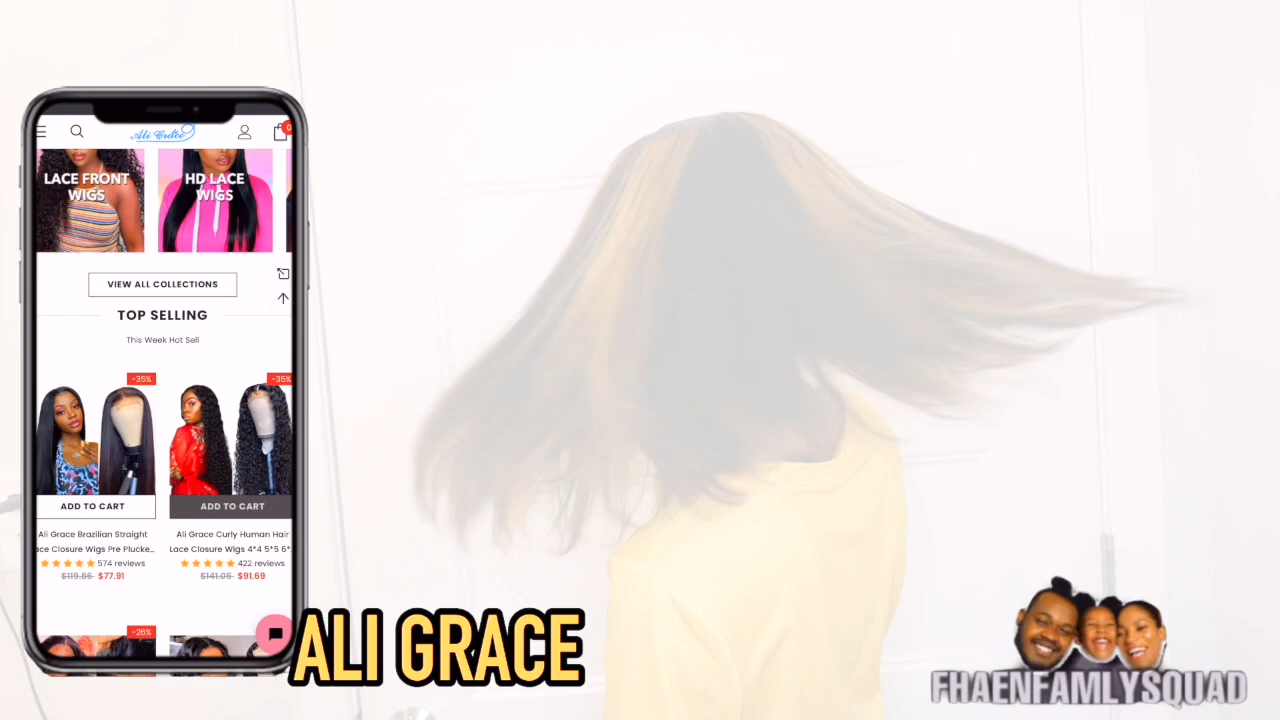 Ali Grace
0
LACE FRONT
WIGS
HD LACE
WIGS
VIEW ALL COLLECTIONS
TOP SELLING
This Week Hot Sell
-35%
-35%
ADD TO CART
ADD TO CART
Ali Grace Brazilian Straight
ace Closure Wigs Pre Plucke...
574 reviews
$119.86 $77.91
Ali Grace Curly Human Hair
Lace Closure Wigs 4*4 5*5 6*
422 reviews
$141.06 $91.69
-26%
ALI GRACE
FHAENFAMLYSQUAD